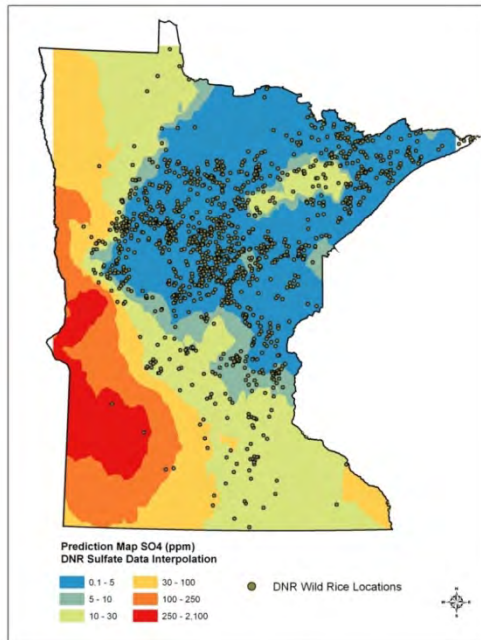 Prediction Map SO4 (ppm)
DNR Sulfate Data Interpolation
0.1 - 5
30 - 100
5 - 10
100 - 250
10 - 30
250 - 2,100
DNR Wild Rice Locations